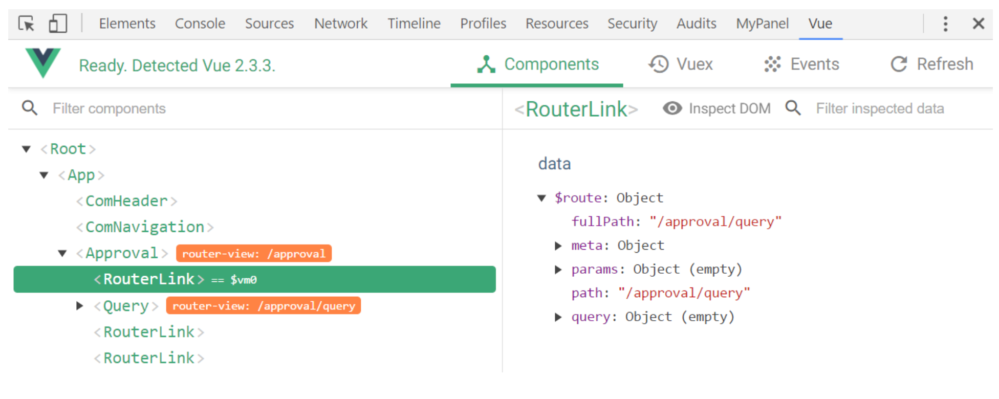 Elements Console Sources Network Timeline Profiles Resources Security Audits MyPanel Vue
Ready. Detected Vue 2.3.3. Components Vuex Events Refresh
Filter components
<RouterLink> Inspect DOM Filter inspected data
<Root>
<App>
<ComHeader>
<ComNavigation>
<Approval> router-view: /approval
<RouterLink> == $vm0
<Query> router-view: /approval/query
<RouterLink>
<RouterLink>
data
$route: Object
fullPath: "/approval/query"
meta: Object
params: Object (empty)
path: "/approval/query"
query: Object (empty)